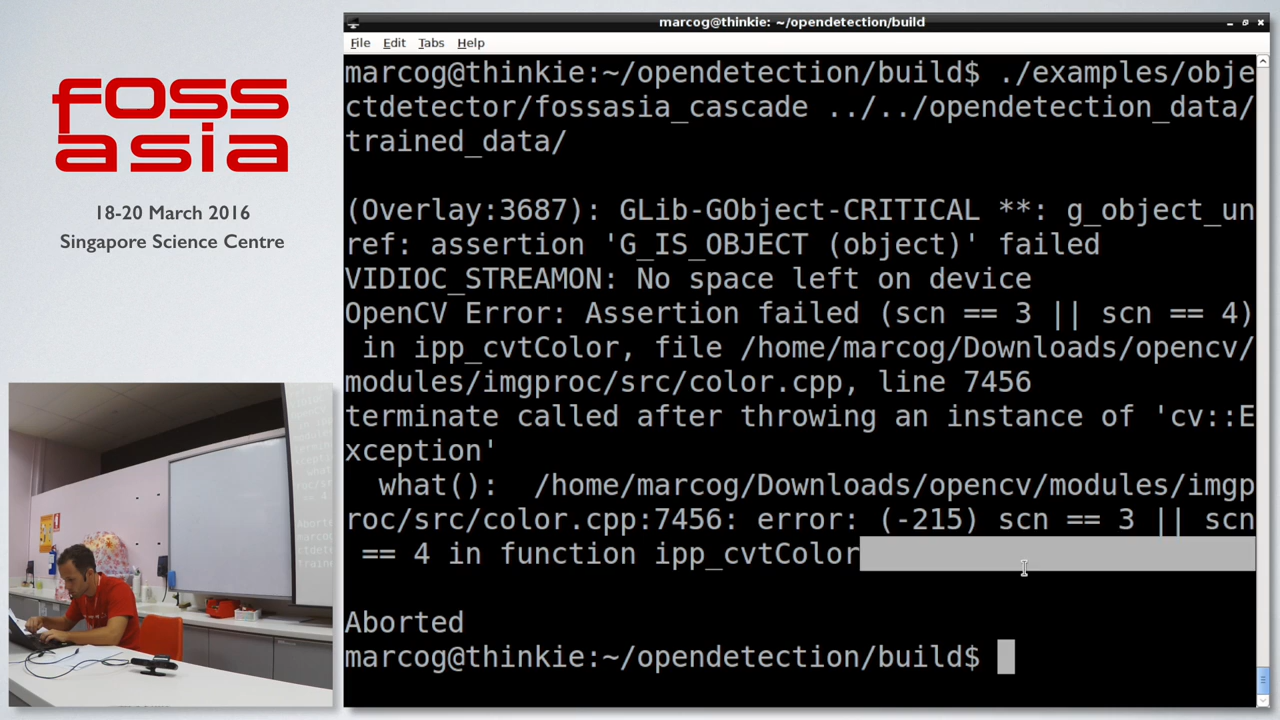 FOSS
asia
18-20 March 2016
Singapore Science Centre
marcog@thinkie: ~/opendetection/build
File Edit Tabs Help
marcog@thinkie:~/opendetection/build$ ./examples/obje
ctdetector/fossasia_cascade ../../opendetection_data/
trained_data/
(Overlay:3687): GLib-GObject-CRITICAL **: g_object_un
ref: assertion 'G_IS_OBJECT (object)' failed
VIDIOC_STREAMON: No space left on device
OpenCV Error: Assertion failed (scn == 3 || scn == 4)
in ipp_cvtColor, file /home/marcog/Downloads/opencv/
modules/imgproc/src/color.cpp, line 7456
terminate called after throwing an instance of 'cv::E
xception'
what(): /home/marcog/Downloads/opencv/modules/imgp
roc/src/color.cpp:7456: error: (-215) scn == 3 || scn
== 4 in function ipp_cvtColor
Aborted
marcog@thinkie:~/opendetection/build$